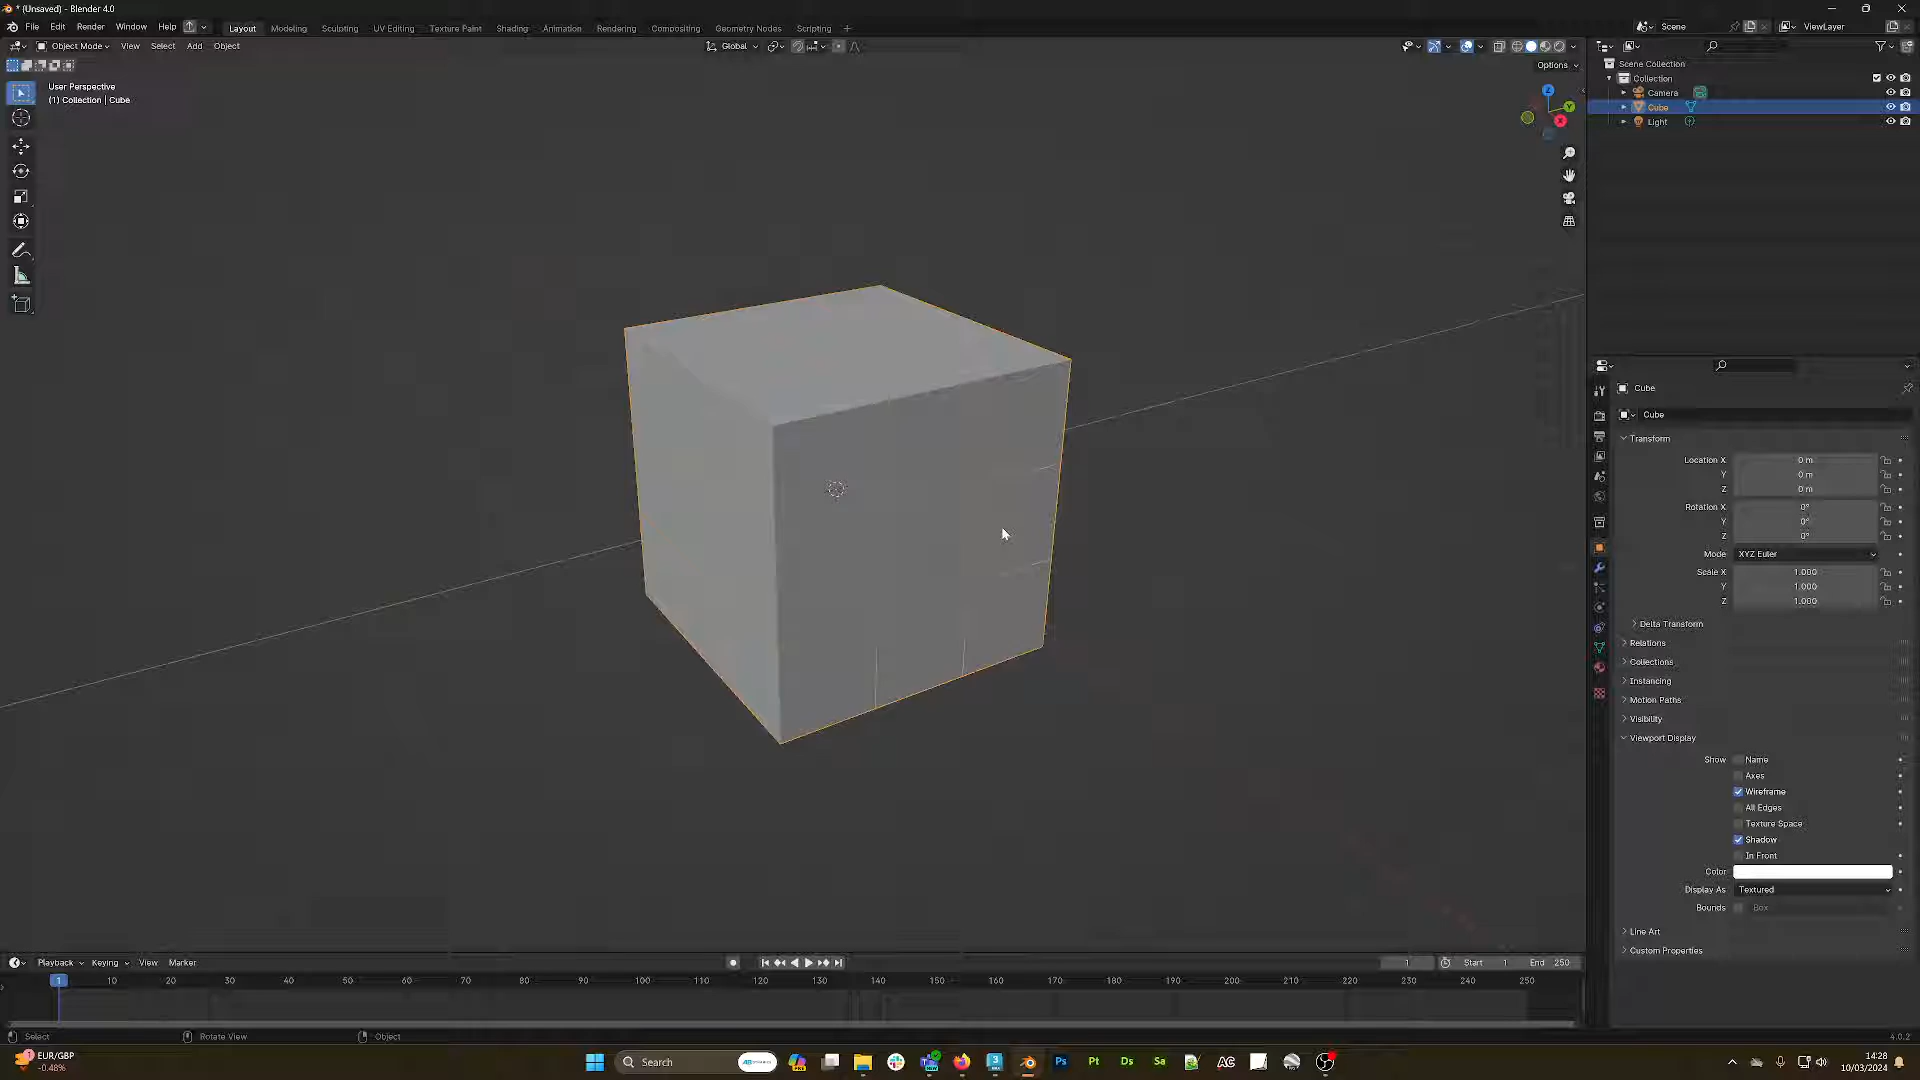 * (Unsaved) - Blender 4.0
File Edit Render Window Help Layout Modeling Sculpting UV Editing Texture Paint Shading Animation Rendering Compositing Geometry Nodes Scripting + Scene ViewLayer
Object Mode View Select Add Object Global
Options
User Perspective
(1) Collection | Cube
Z
Y
X
Scene Collection
Collection
Camera
Cube
Light
Cube
Cube
Transform
Location X 0 m
Y 0 m
Z 0 m
Rotation X 0°
Y 0°
Z 0°
Mode XYZ Euler
Scale X 1.000
Y 1.000
Z 1.000
Delta Transform
Relations
Collections
Instancing
Motion Paths
Visibility
Viewport Display
Show Name
Axes
Wireframe
All Edges
Texture Space
Shadow
In Front
Color
Display As Textured
Bounds Box
Line Art
Custom Properties
Playback Keying View Marker 1 Start 1 End 250
1 10 20 30 40 50 60 70 80 90 100 110 120 130 140 150 160 170 180 190 200 210 220 230 240 250
Select Rotate View Object 4.0.2
EUR/GBP
-0.48%
Search
Ps Pt Ds Sa AC
14:28
10/03/2024